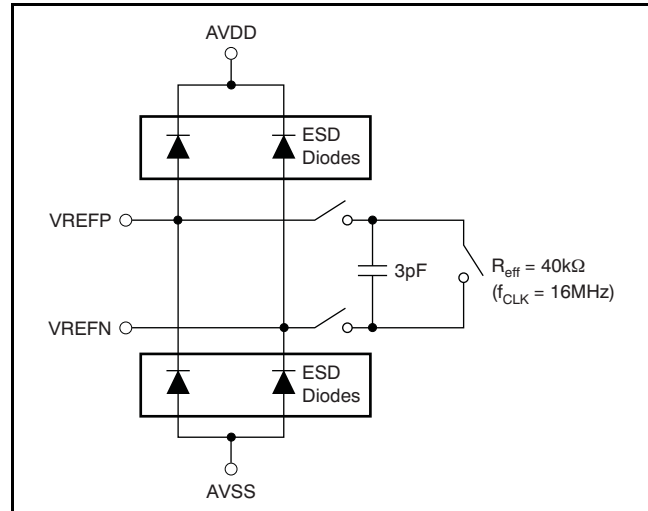 AVDD
ESD
Diodes
VREFP
3pF
R_eff = 40kΩ
(f_CLK = 16MHz)
VREFN
ESD
Diodes
AVSS